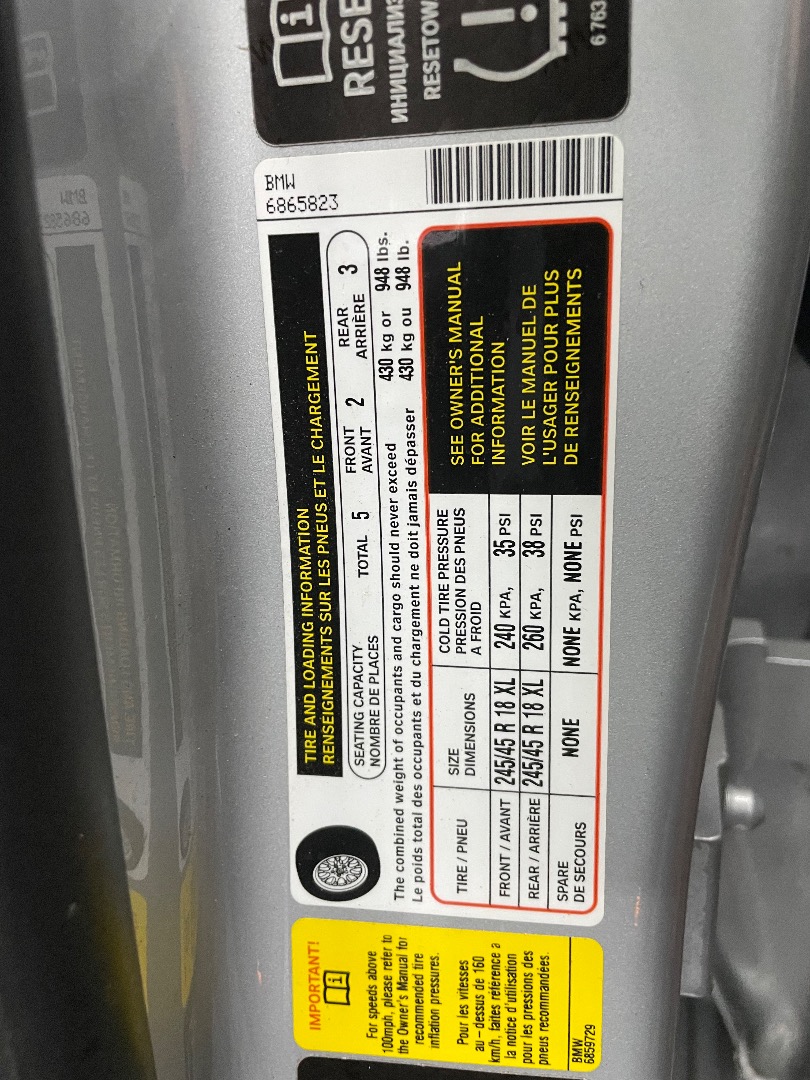 IMPORTANT!
For speeds above
100mph, please refer to
the Owner's Manual for
recommended tire
inflation pressures.
Pour les vitesses
au - dessus de 160
km/h, faites référence a
la notice d'utilisation
pour les pressions des
pneus recommandées.
BMW
6859729
TIRE AND LOADING INFORMATION
RENSEIGNEMENTS SUR LES PNEUS ET LE CHARGEMENT
SEATING CAPACITY
NOMBRE DE PLACES
TOTAL 5
FRONT
AVANT 2
REAR
ARRIÈRE 3
The combined weight of occupants and cargo should never exceed 430 kg or 948 lbs.
Le poids total des occupants et du chargement ne doit jamais dépasser 430 kg ou 948 lb.
TIRE / PNEU
SIZE
DIMENSIONS
COLD TIRE PRESSURE
PRESSION DES PNEUS
A FROID
FRONT / AVANT 245/45 R 18 XL 240 KPA, 35 PSI
REAR / ARRIÈRE 245/45 R 18 XL 260 KPA, 38 PSI
SPARE
DE SECOURS NONE NONE KPA, NONE PSI
SEE OWNER'S MANUAL
FOR ADDITIONAL
INFORMATION
VOIR LE MANUEL DE
L'USAGER POUR PLUS
DE RENSEIGNEMENTS
BMW
6865823
RESE
ИНИЦИАЛИЗ
RESETOW
6 763